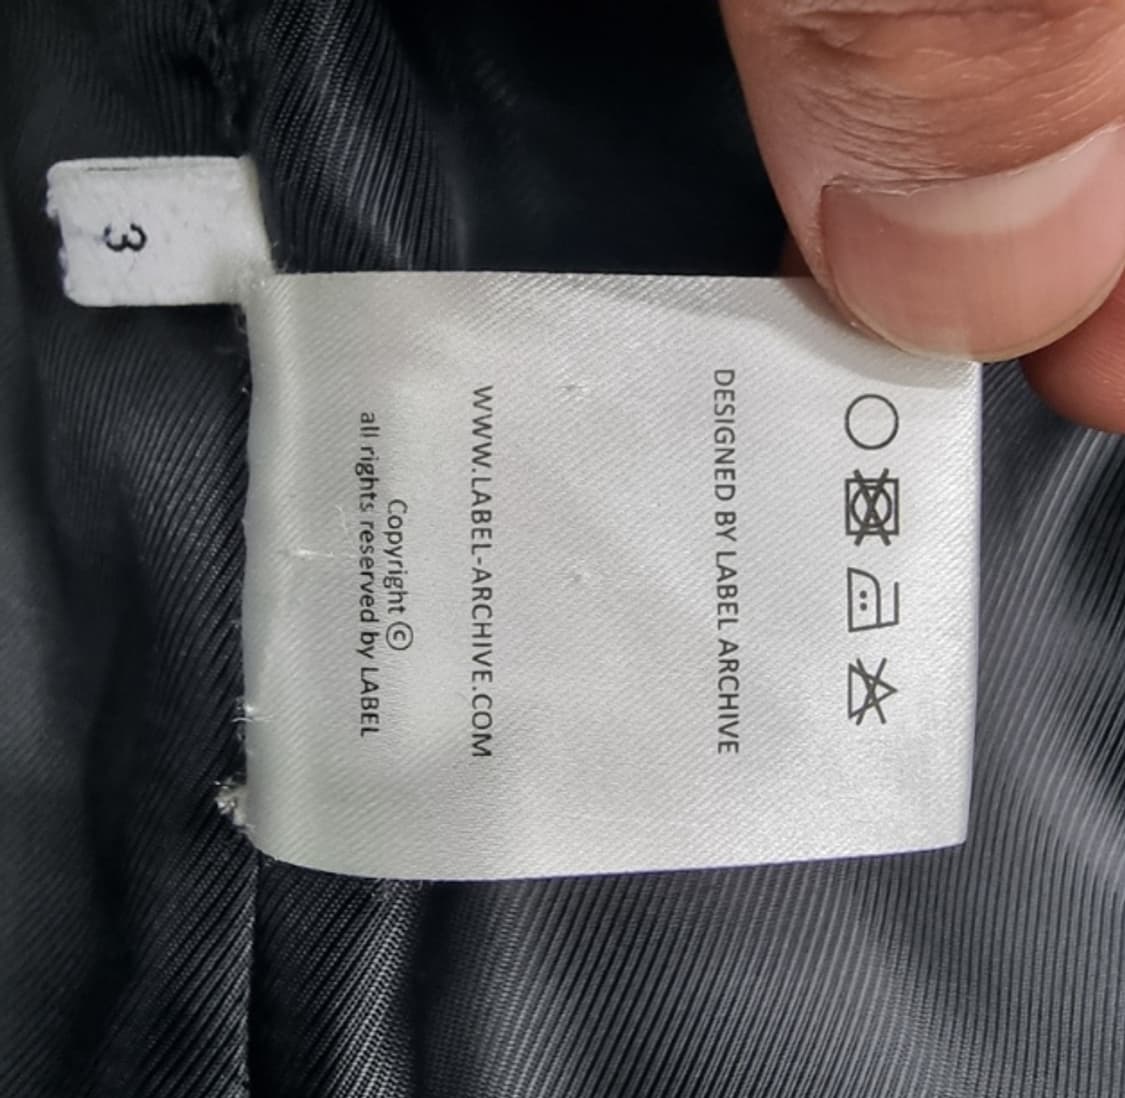 3
DESIGNED BY LABEL ARCHIVE
WWW.LABEL-ARCHIVE.COM
Copyright ©
all rights reserved by LABEL